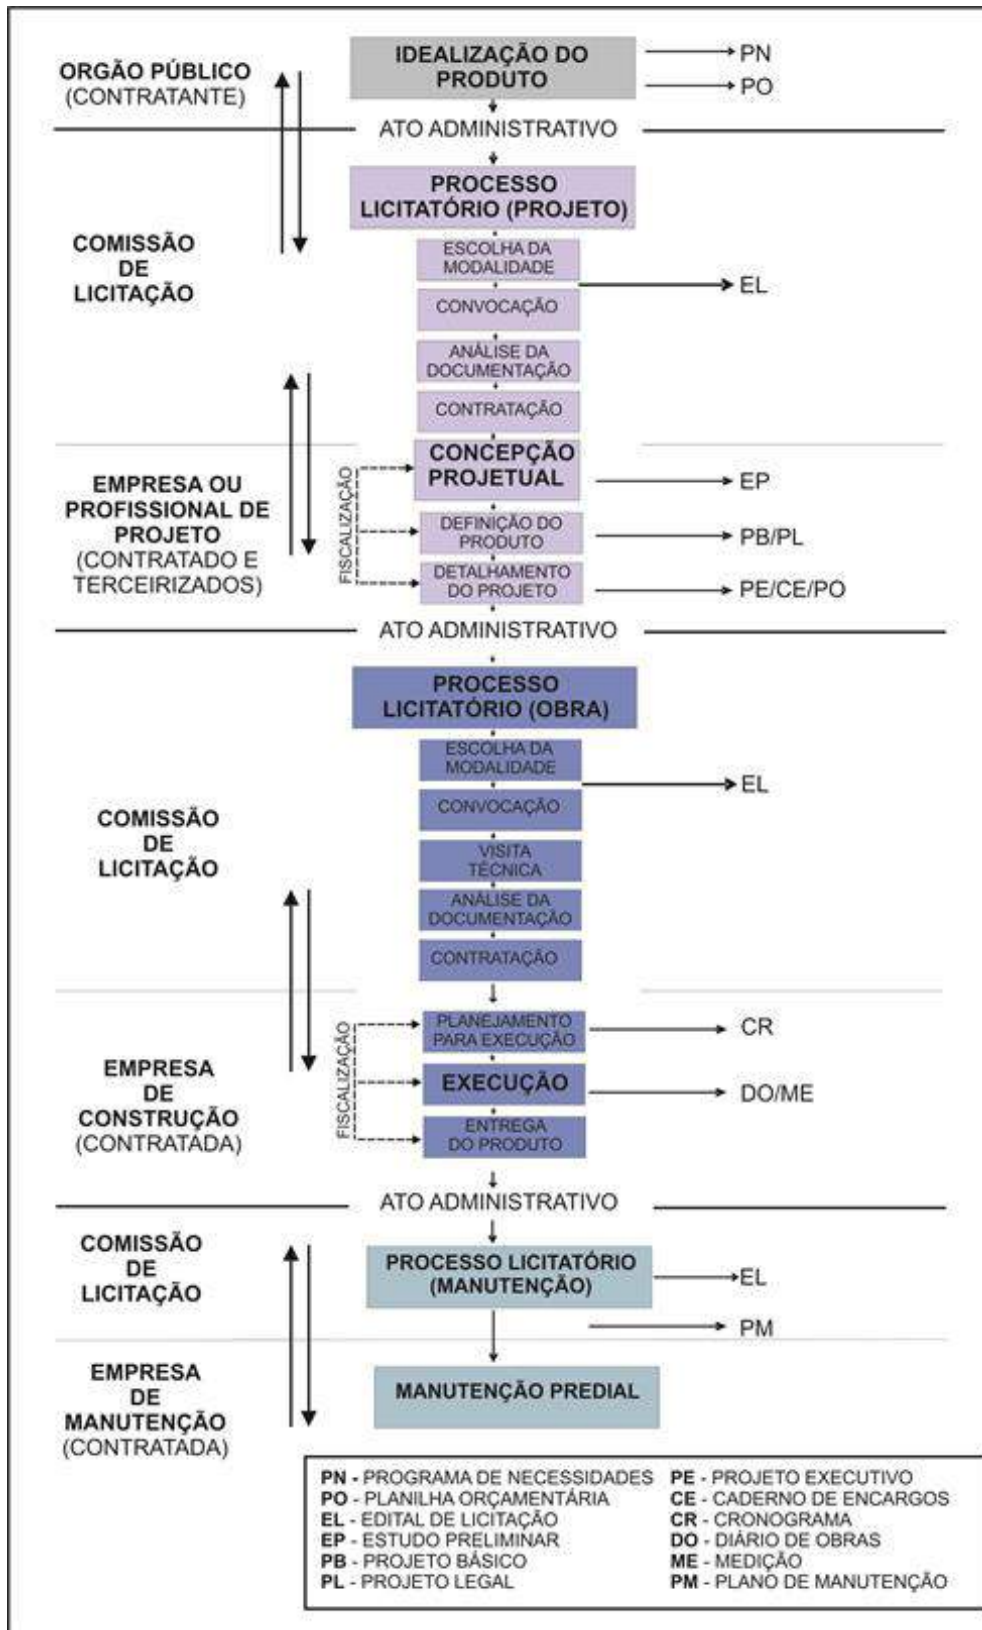 IDEALIZAÇÃO DO
PRODUTO
PN
PO
ORGÃO PÚBLICO
(CONTRATANTE)
ATO ADMINISTRATIVO
PROCESSO
LICITATÓRIO (PROJETO)
COMISSÃO
DE
LICITAÇÃO
ESCOLHA DA
MODALIDADE
EL
CONVOCAÇÃO
ANÁLISE DA
DOCUMENTAÇÃO
CONTRATAÇÃO
EMPRESA OU
PROFISSIONAL DE
PROJETO
(CONTRATADO E
TERCEIRIZADOS)
FISCALIZAÇÃO
CONCEPÇÃO
PROJETUAL
EP
DEFINIÇÃO DO
PRODUTO
PB/PL
DETALHAMENTO
DO PROJETO
PE/CE/PO
ATO ADMINISTRATIVO
PROCESSO
LICITATÓRIO (OBRA)
COMISSÃO
DE
LICITAÇÃO
ESCOLHA DA
MODALIDADE
EL
CONVOCAÇÃO
VISITA
TÉCNICA
ANÁLISE DA
DOCUMENTAÇÃO
CONTRATAÇÃO
EMPRESA
DE
CONSTRUÇÃO
(CONTRATADA)
FISCALIZAÇÃO
PLANEJAMENTO
PARA EXECUÇÃO
CR
EXECUÇÃO
DO/ME
ENTREGA
DO PRODUTO
ATO ADMINISTRATIVO
COMISSÃO
DE
LICITAÇÃO
PROCESSO LICITATÓRIO
(MANUTENÇÃO)
EL
PM
EMPRESA
DE
MANUTENÇÃO
(CONTRATADA)
MANUTENÇÃO PREDIAL
PN - PROGRAMA DE NECESSIDADES
PO - PLANILHA ORÇAMENTÁRIA
EL - EDITAL DE LICITAÇÃO
EP - ESTUDO PRELIMINAR
PB - PROJETO BÁSICO
PL - PROJETO LEGAL
PE - PROJETO EXECUTIVO
CE - CADERNO DE ENCARGOS
CR - CRONOGRAMA
DO - DIÁRIO DE OBRAS
ME - MEDIÇÃO
PM - PLANO DE MANUTENÇÃO